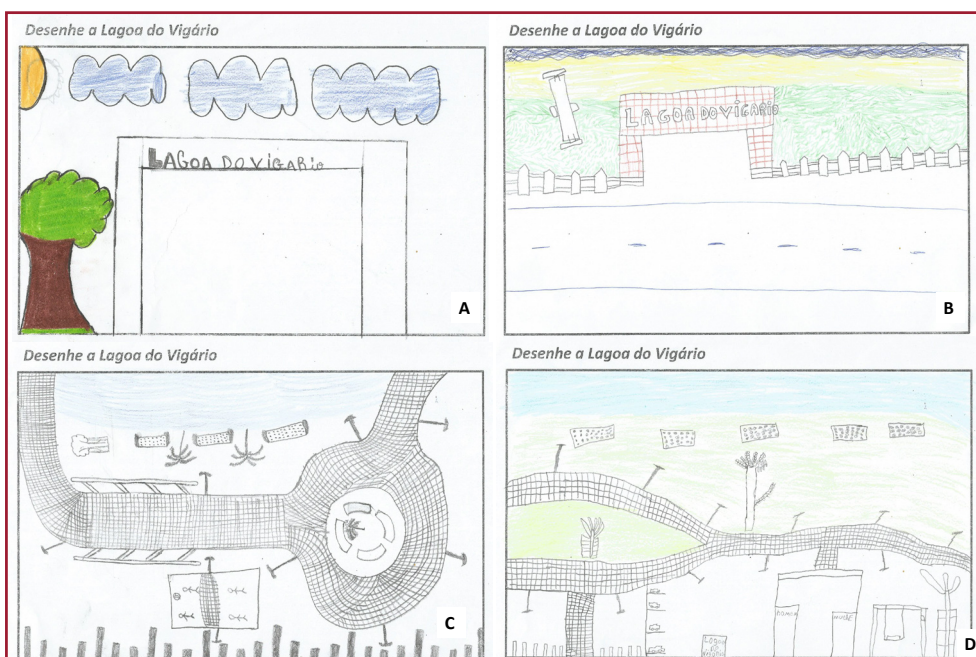 Desenhe a Lagoa do Vigário
LAGOA DO VIGARIO
A
Desenhe a Lagoa do Vigário
LAGOA DO VIGARIO
B
Desenhe a Lagoa do Vigário
C
Desenhe a Lagoa do Vigário
LAGOA
D